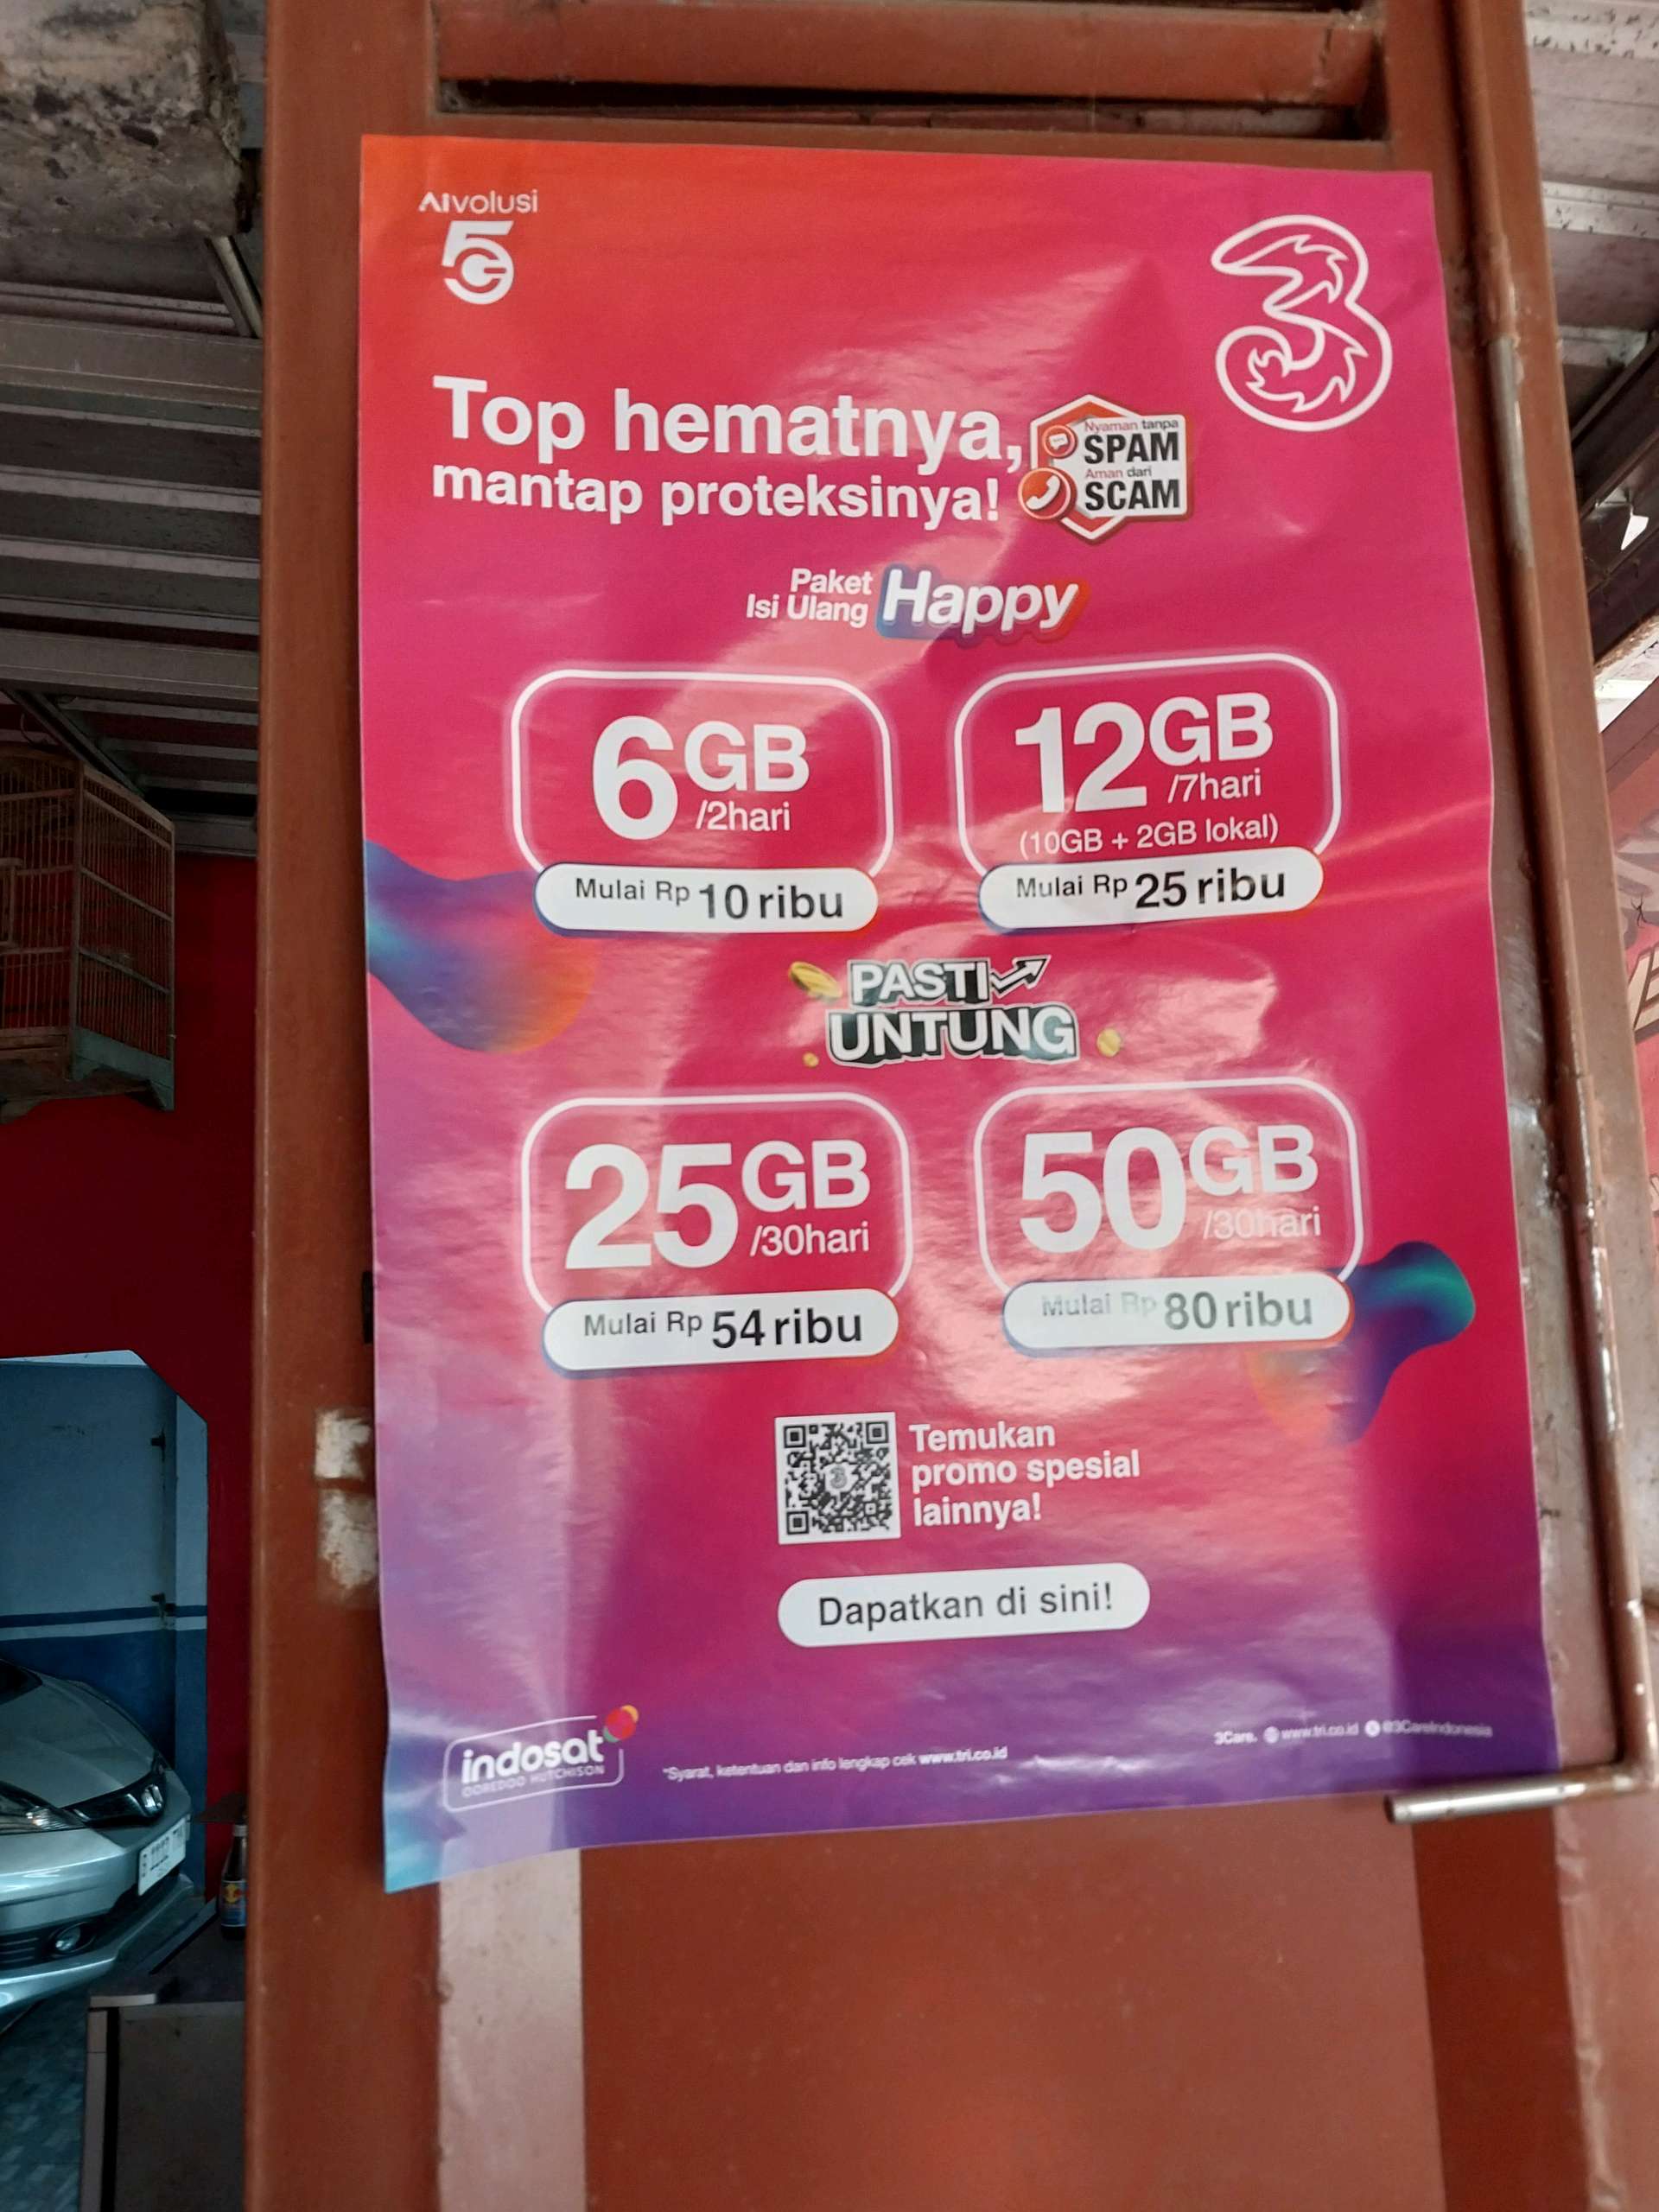 AIvolusi
5G
3
Top hematnya,
mantap proteksinya!
Nyaman tanpa
SPAM
Aman dari
SCAM
Paket
Isi Ulang Happy
6GB
/2hari
Mulai Rp 10 ribu
12GB
/7hari
(10GB + 2GB lokal)
Mulai Rp 25 ribu
PASTI
UNTUNG
25GB
/30hari
Mulai Rp 54 ribu
50GB
/30hari
Mulai Rp 80 ribu
Temukan
promo spesial
lainnya!
Dapatkan di sini!
indosat
OOREDOO HUTCHISON
*Syarat, ketentuan dan info lengkap cek www.tri.co.id
3Care. www.tri.co.id @3CareIndonesia